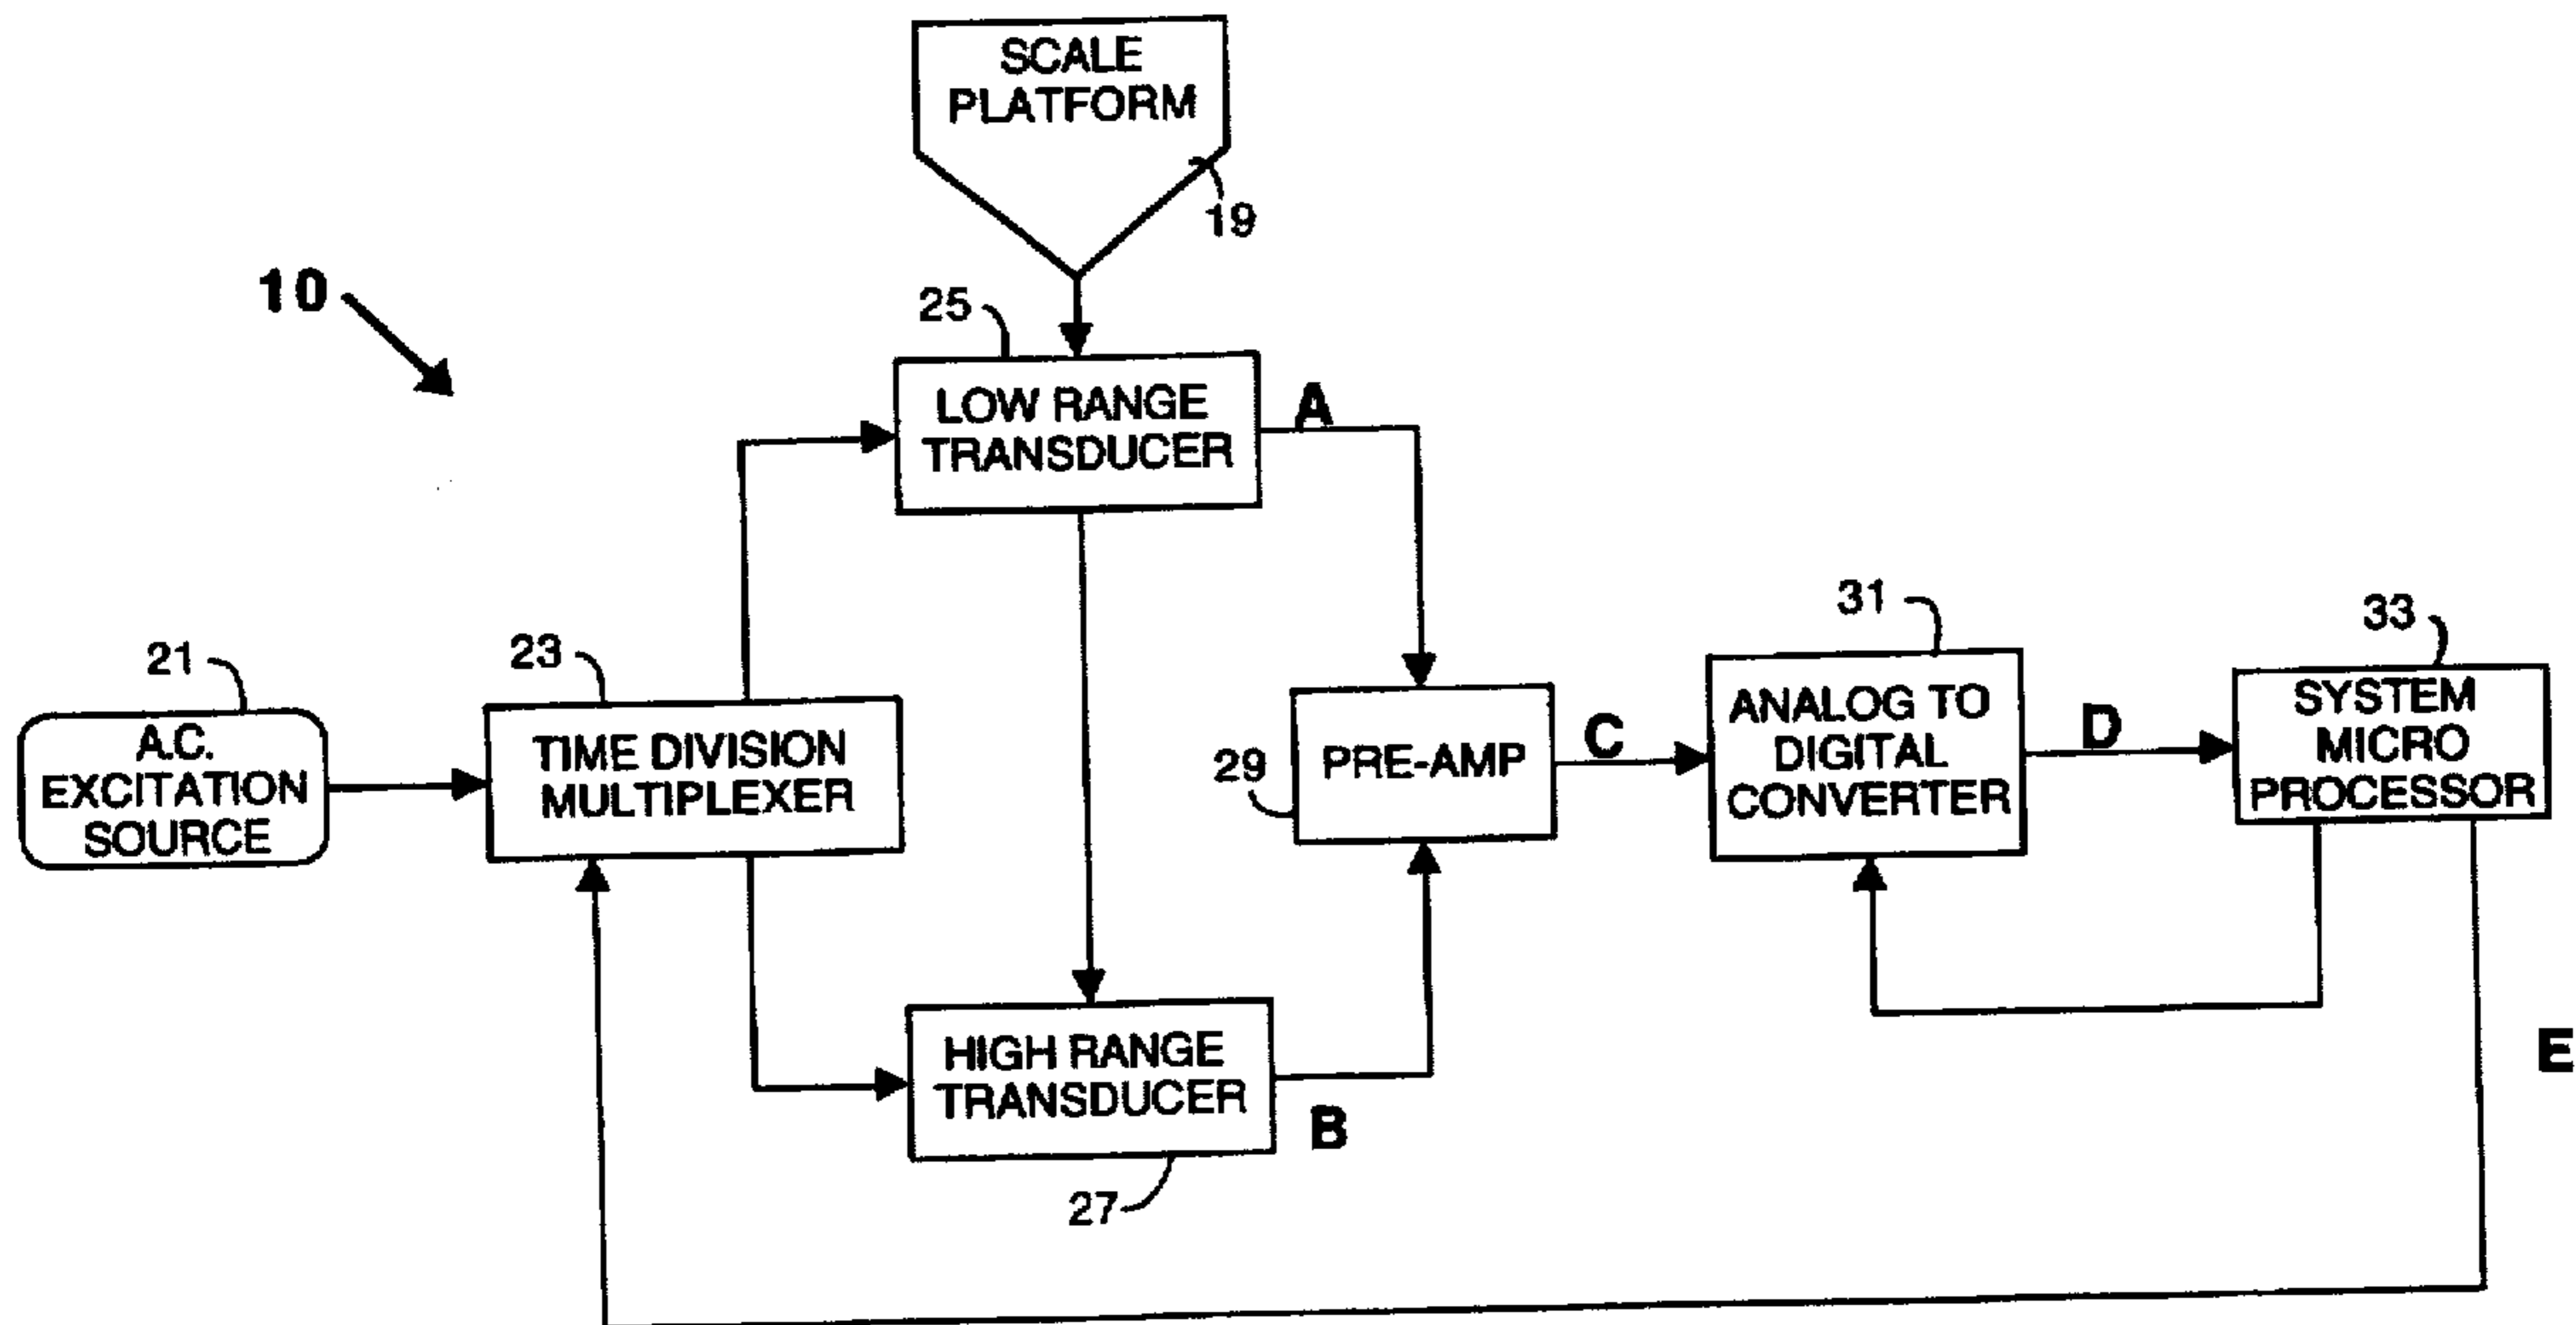 SCALE
PLATFORM
19
10
25
LOW RANGE
TRANSDUCER
A
21
A.C.
EXCITATION
SOURCE
23
TIME DIVISION
MULTIPLEXER
29
PRE-AMP
C
31
ANALOG TO
DIGITAL
CONVERTER
D
33
SYSTEM
MICRO
PROCESSOR
HIGH RANGE
TRANSDUCER
27
B
E